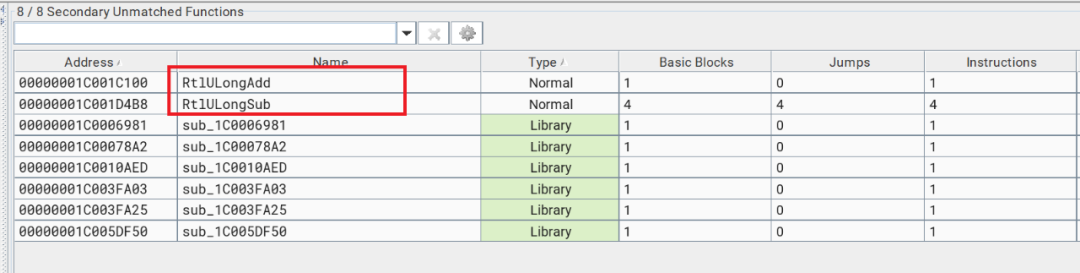 8 / 8 Secondary Unmatched Functions
Address Name Type Basic Blocks Jumps Instructions
00000001C001C100 RtlULongAdd Normal 1 0 1
00000001C001D4B8 RtlULongSub Normal 4 4 4
00000001C0006981 sub_1C0006981 Library 1 0 1
00000001C00078A2 sub_1C00078A2 Library 1 0 1
00000001C0010AED sub_1C0010AED Library 1 0 1
00000001C003FA03 sub_1C003FA03 Library 1 0 1
00000001C003FA25 sub_1C003FA25 Library 1 0 1
00000001C005DF50 sub_1C005DF50 Library 1 0 1